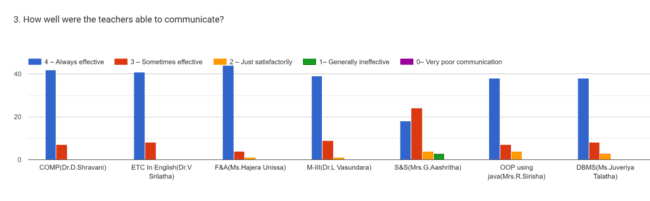 3. How well were the teachers able to communicate?
4 – Always effective 3 – Sometimes effective 2 – Just satisfactorily 1– Generally ineffective 0– Very poor communication
40
20
0
COMP(Dr.D.Shravani) ETC In English(Dr.V F&A(Ms.Hajera Unissa) M-III(Dr.L Vasundara) S&S(Mrs.G.Aashritha) OOP using DBMS(Ms.Juveriya
Srilatha) java(Mrs.R.Sirisha) Talatha)